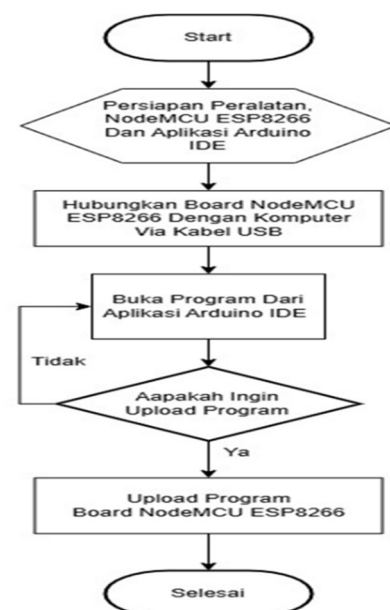 Start
Persiapan Peralatan,
NodeMCU ESP8266
Dan Aplikasi Arduino
IDE
Hubungkan Board NodeMCU
ESP8266 Dengan Komputer
Via Kabel USB
Buka Program Dari
Aplikasi Arduino IDE
Tidak
Aapakah Ingin
Upload Program
Ya
Upload Program
Board NodeMCU ESP8266
Selesai